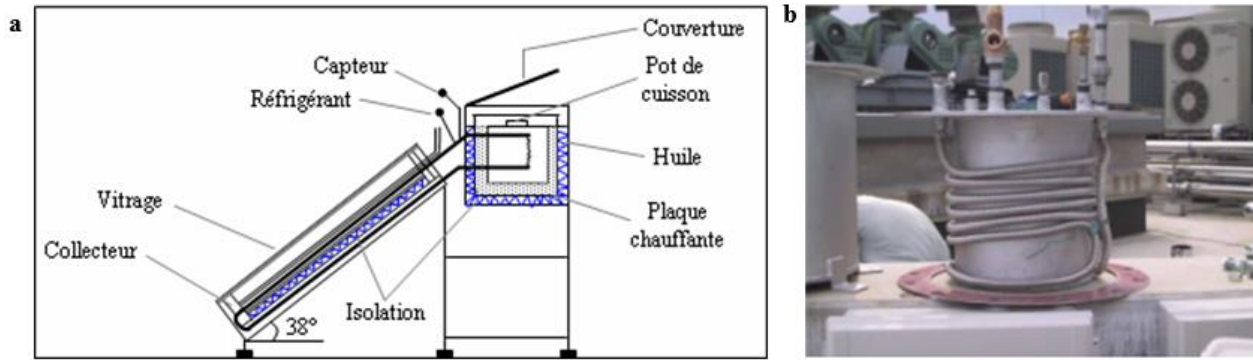 a
Couverture
Capteur
Pot de
cuisson
Réfrigérant
Huile
Vitrage
Plaque
chauffante
Collecteur
Isolation
38°
b